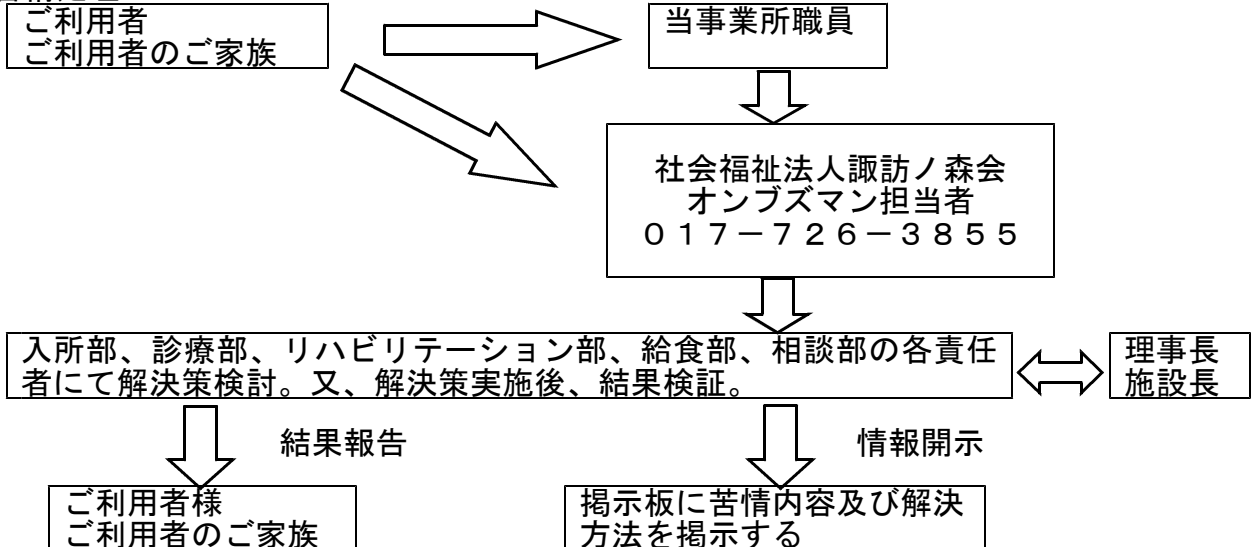 ご利用者
ご利用者のご家族
当事業所職員
社会福祉法人諏訪ノ森会
オンブズマン担当者
０１７－７２６－３８５５
入所部、診療部、リハビリテーション部、給食部、相談部の各責任
者にて解決策検討。又、解決策実施後、結果検証。
理事長
施設長
結果報告
情報開示
ご利用者様
ご利用者のご家族
掲示板に苦情内容及び解決
方法を掲示する